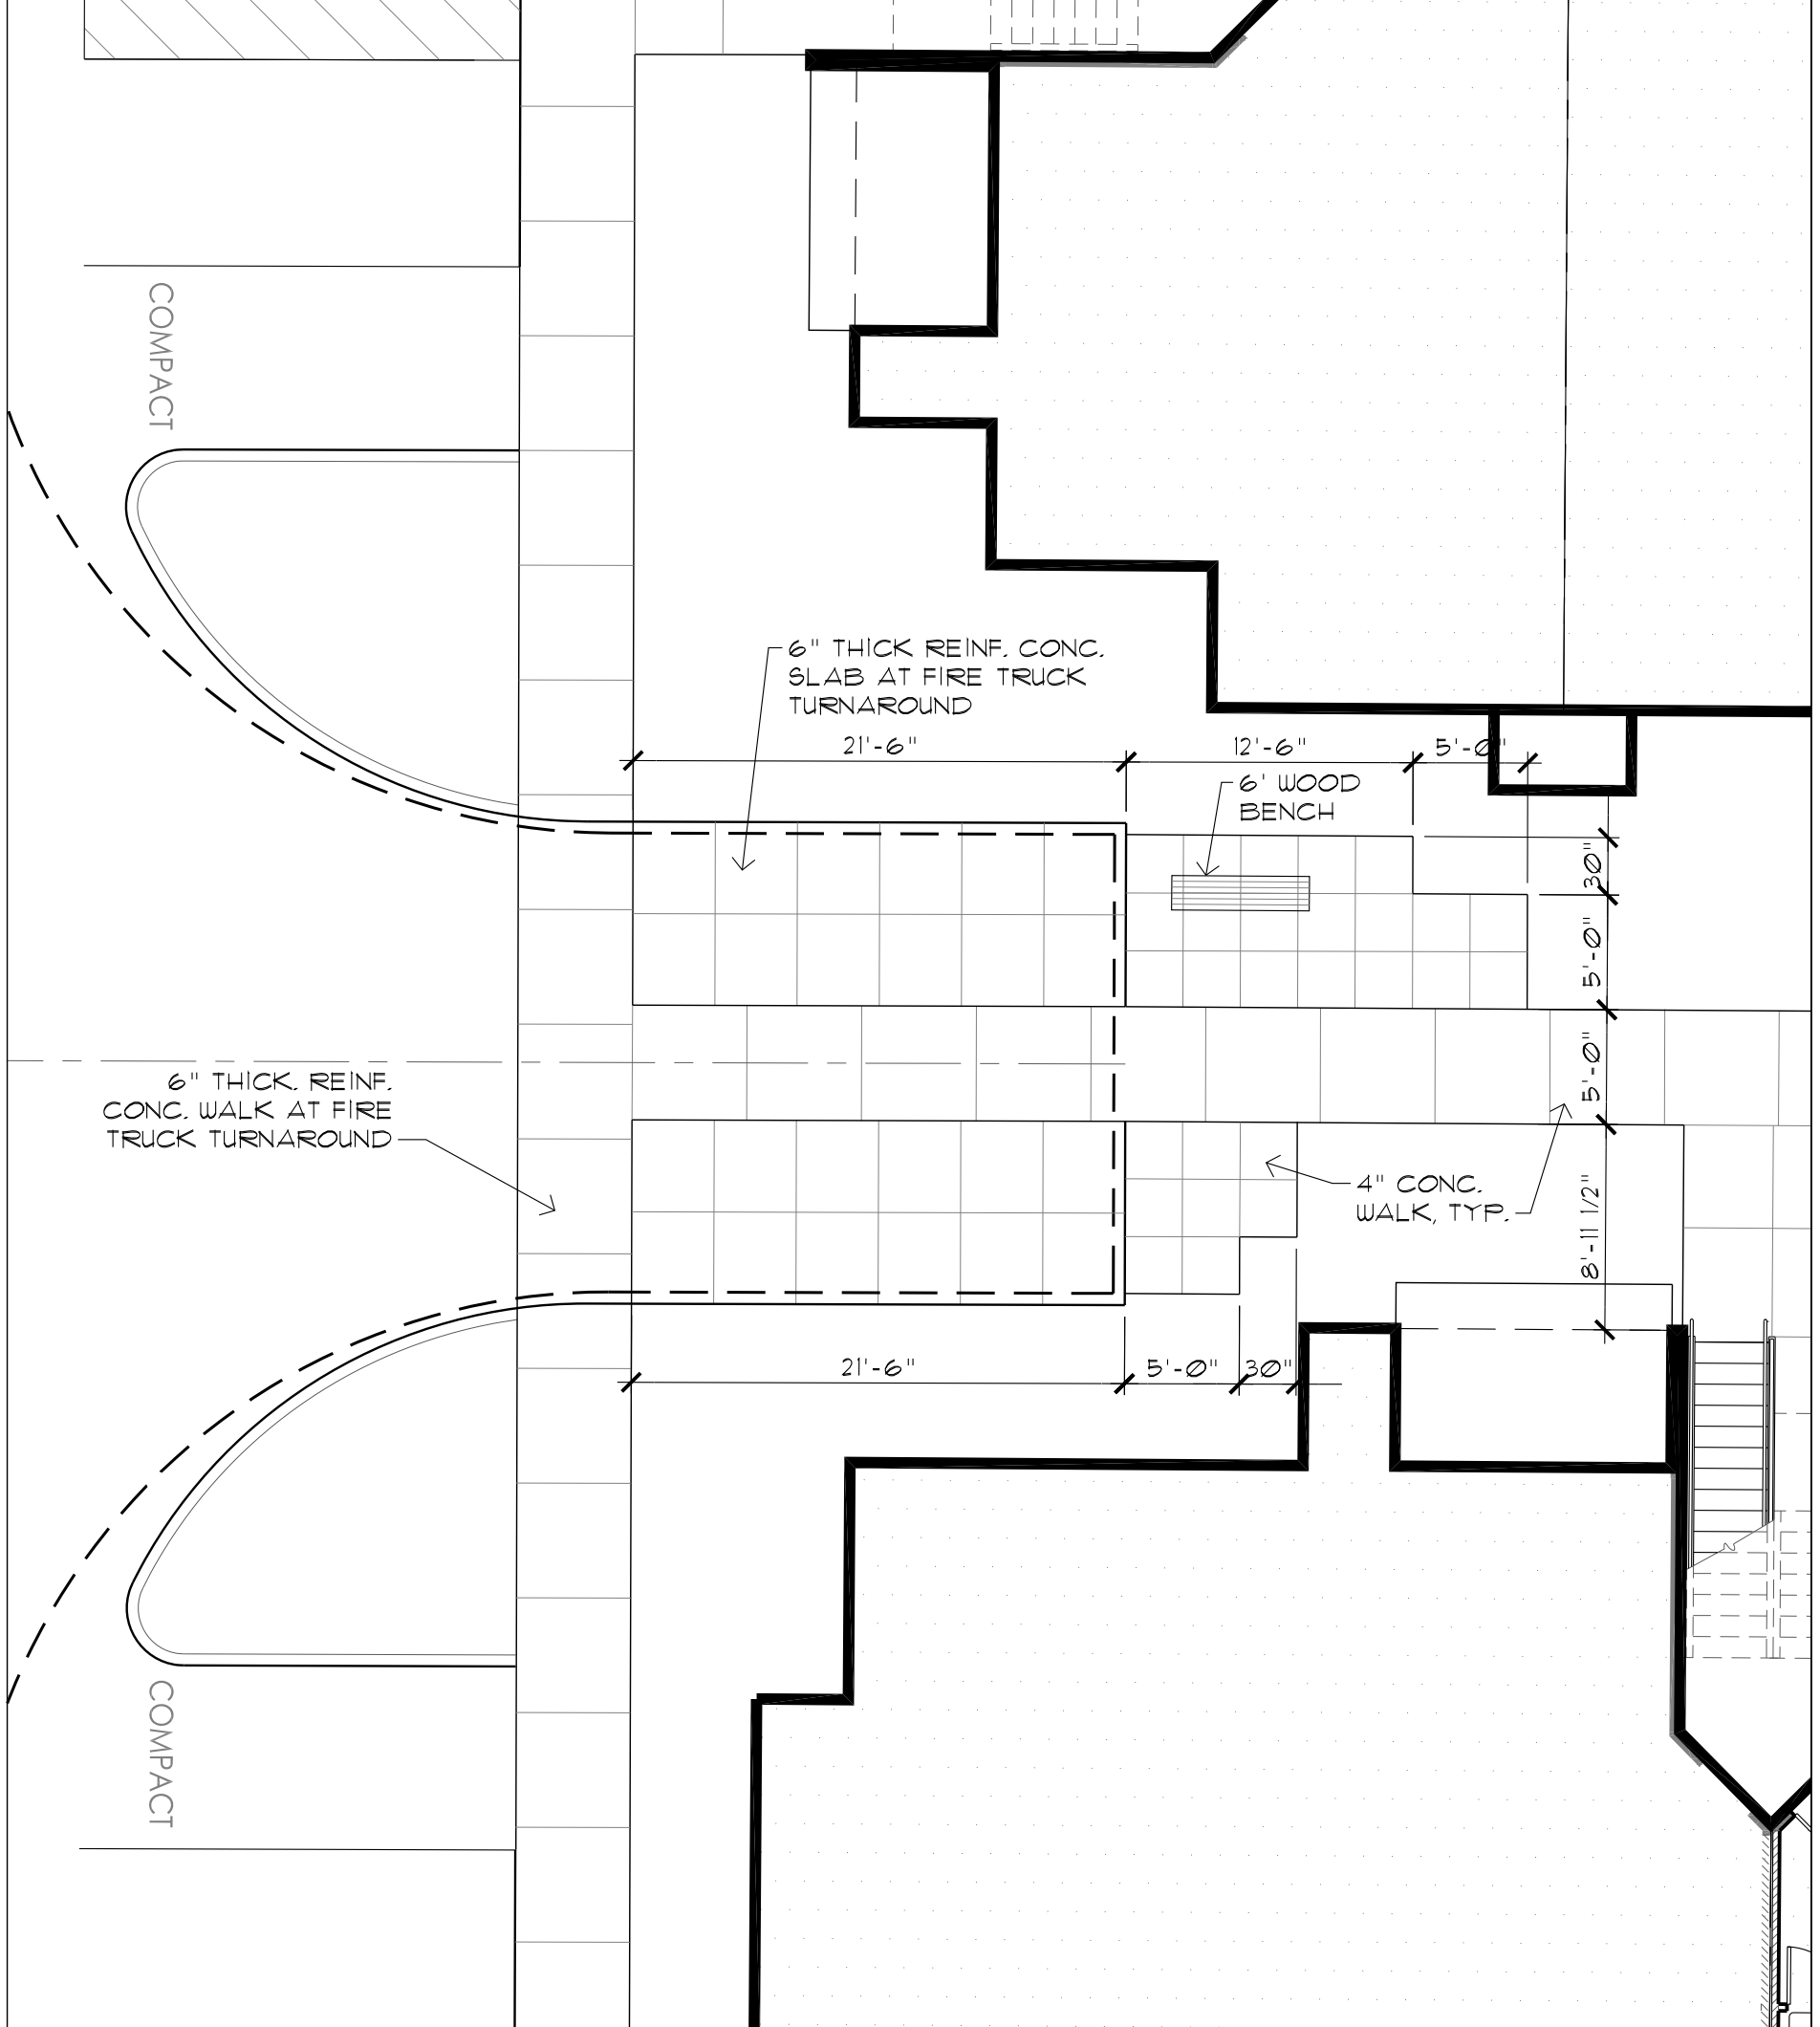 COMPACT
6" THICK REINF. CONC.
SLAB AT FIRE TRUCK
TURNAROUND
21'-6"
12'-6"
5'-0"
6' WOOD
BENCH
30"
5'-0"
5'-0"
6" THICK. REINF.
CONC. WALK AT FIRE
TRUCK TURNAROUND
4" CONC.
WALK, TYP.
8'-11 1/2"
21'-6"
5'-0"
30"
COMPACT